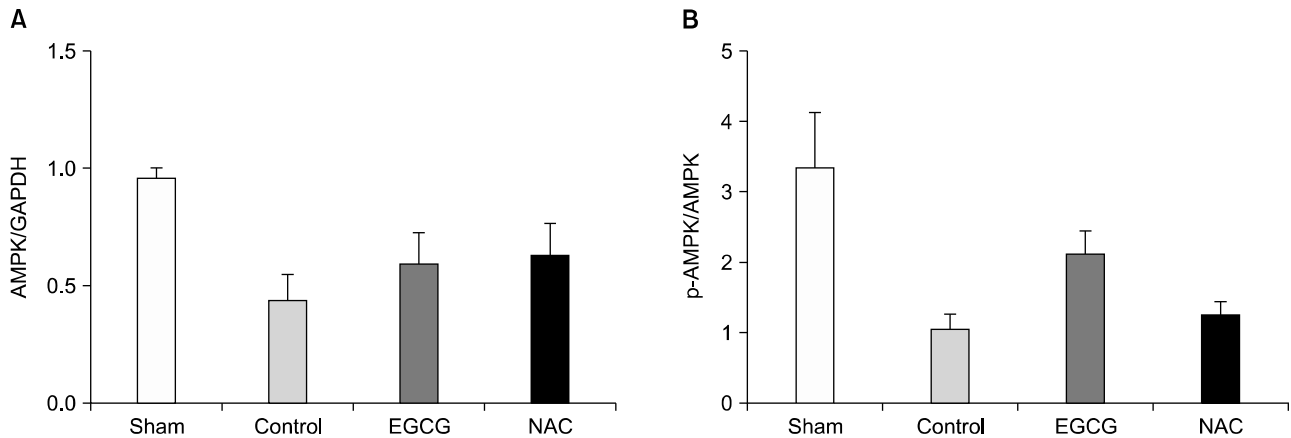 A
AMPK/GAPDH
1.5
1.0
0.5
0.0
Sham Control EGCG NAC
B
p-AMPK/AMPK
5
4
3
2
1
0
Sham Control EGCG NAC